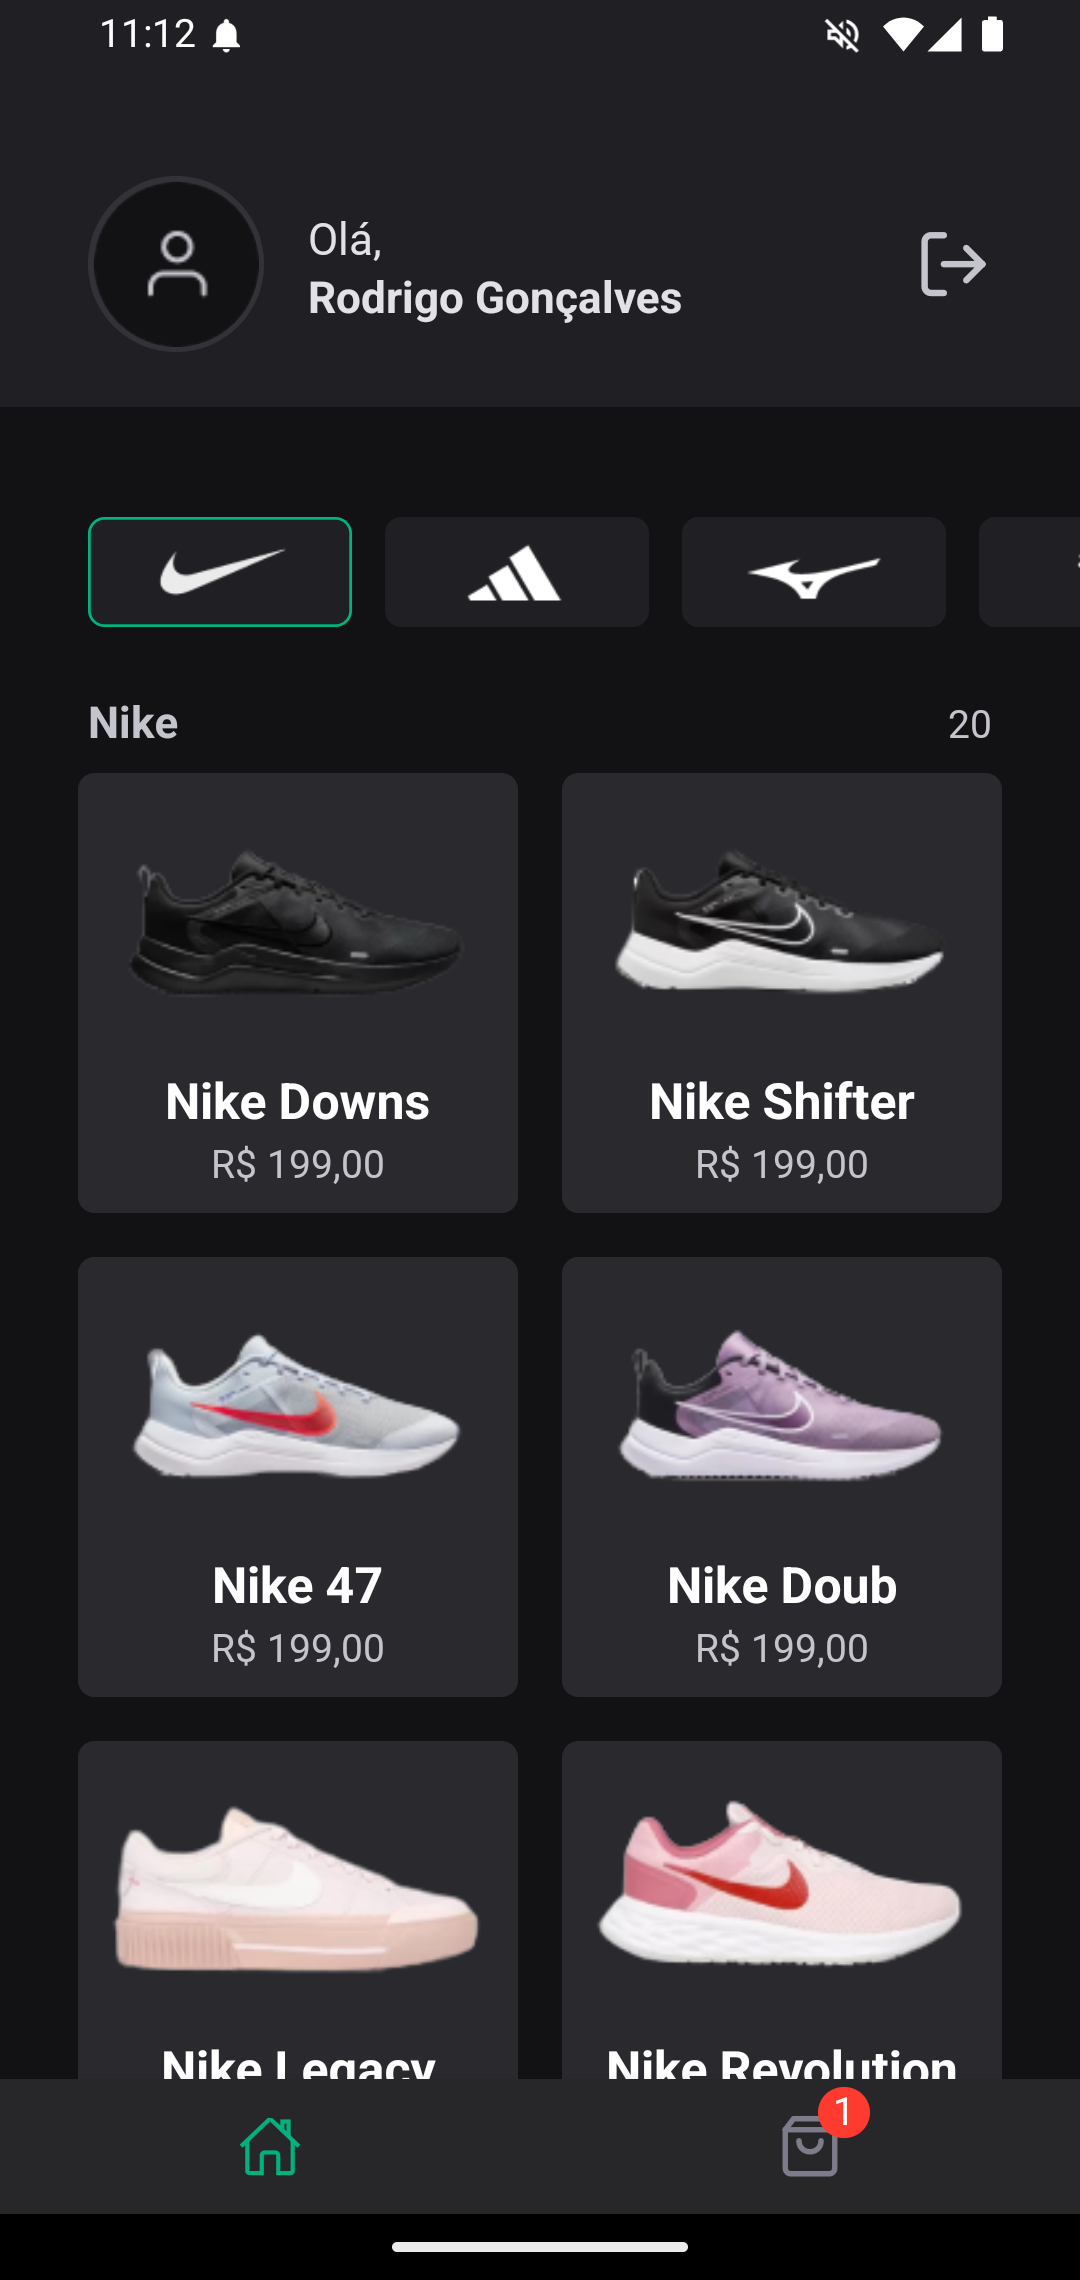 11:12
Olá,
Rodrigo Gonçalves
Nike
20
Nike Downs
R$ 199,00
Nike Shifter
R$ 199,00
Nike 47
R$ 199,00
Nike Doub
R$ 199,00
Nike Legacy
Nike Revolution
1